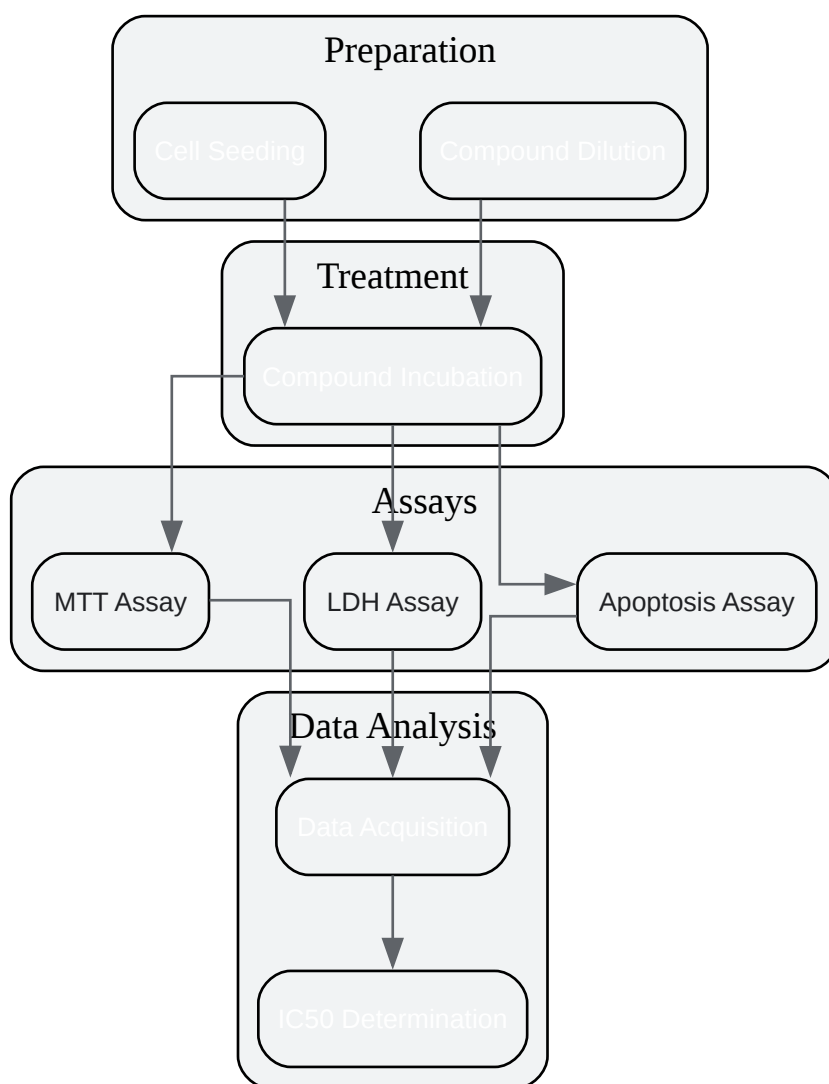 Preparation
Cell Seeding
Compound Dilution
Treatment
Compound Incubation
Assays
MTT Assay
LDH Assay
Apoptosis Assay
Data Analysis
Data Acquisition
IC50 Determination